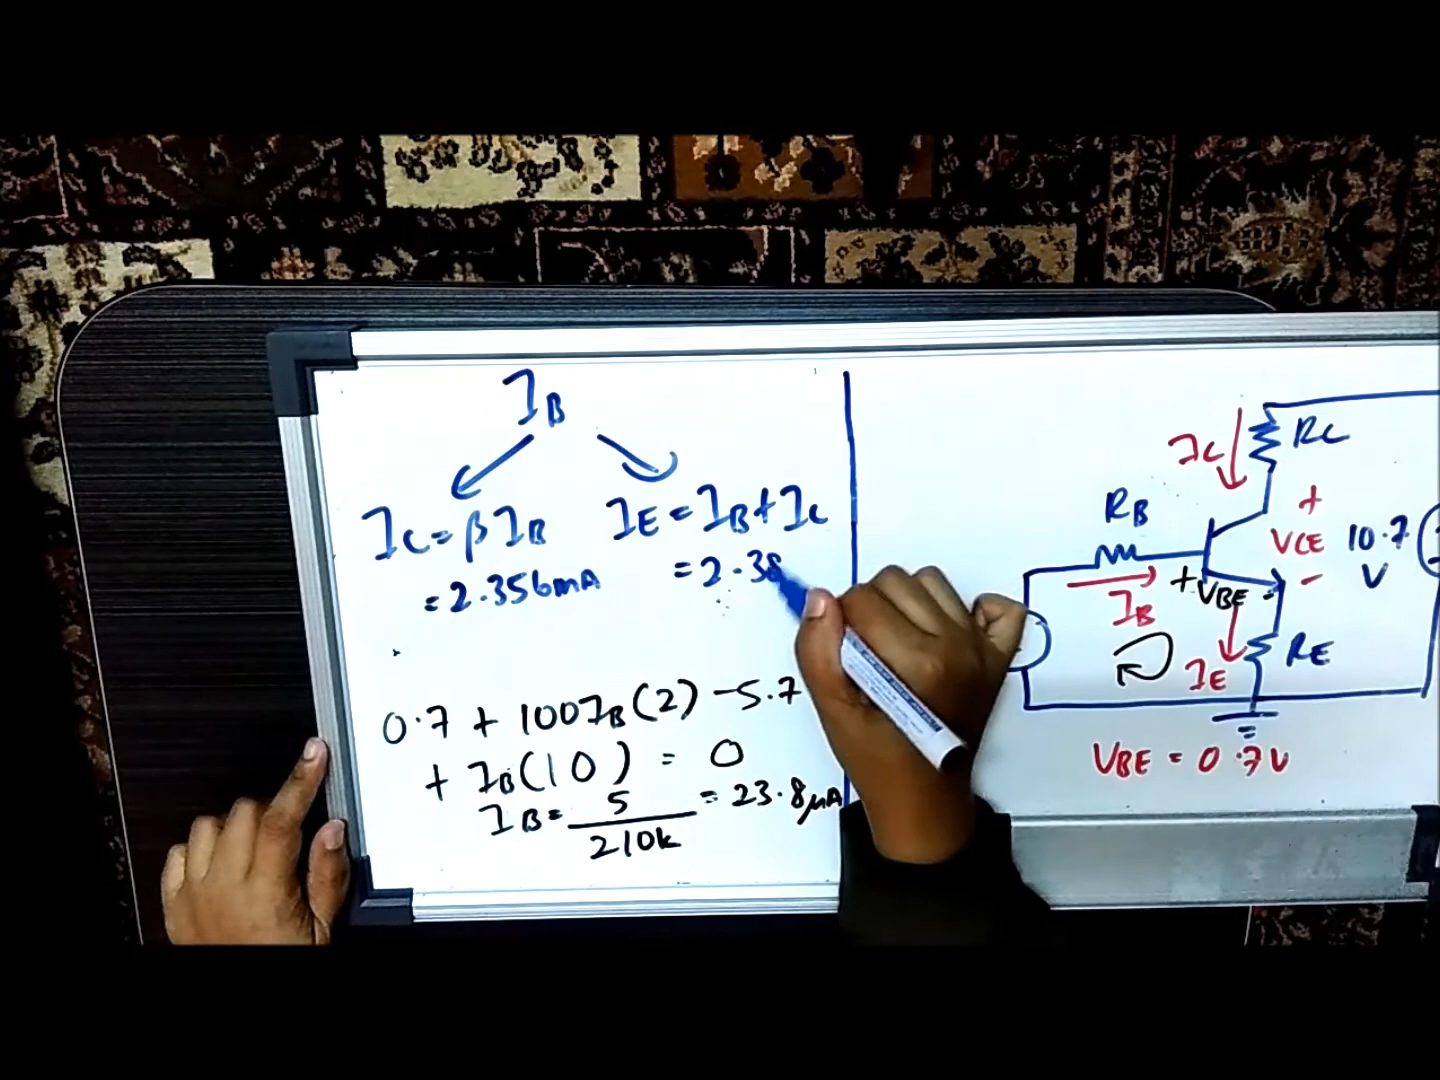 IB
IC = βIB
= 2.356mA
IE = IB + IC
= 2.38
0.7 + 100IB(2) - 5.7
+ IB(10) = 0
IB = 5 / 210k = 23.8μA
IC
RC
RB
+
VCE
-
10.7
V
IB
+ VBE -
IE
RE
VBE = 0.7V